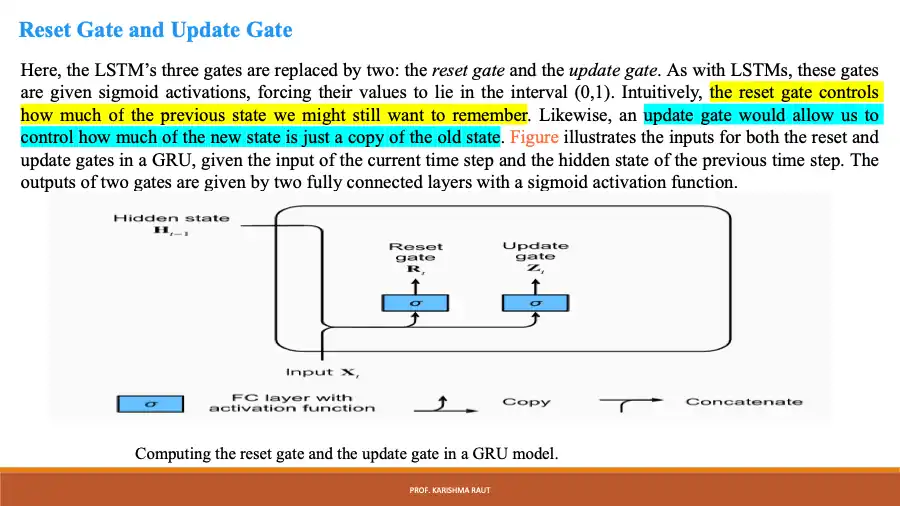 Reset Gate and Update Gate
Here, the LSTM’s three gates are replaced by two: the reset gate and the update gate. As with LSTMs, these gates
are given sigmoid activations, forcing their values to lie in the interval (0,1). Intuitively, the reset gate controls
how much of the previous state we might still want to remember. Likewise, an update gate would allow us to
control how much of the new state is just a copy of the old state. Figure illustrates the inputs for both the reset and
update gates in a GRU, given the input of the current time step and the hidden state of the previous time step. The
outputs of two gates are given by two fully connected layers with a sigmoid activation function.
Hidden state
Hₜ₋₁
Reset
gate
Rₜ
Update
gate
Zₜ
σ
σ
Input Xₜ
σ
FC layer with
activation function
Copy
Concatenate
Computing the reset gate and the update gate in a GRU model.
PROF. KARISHMA RAUT